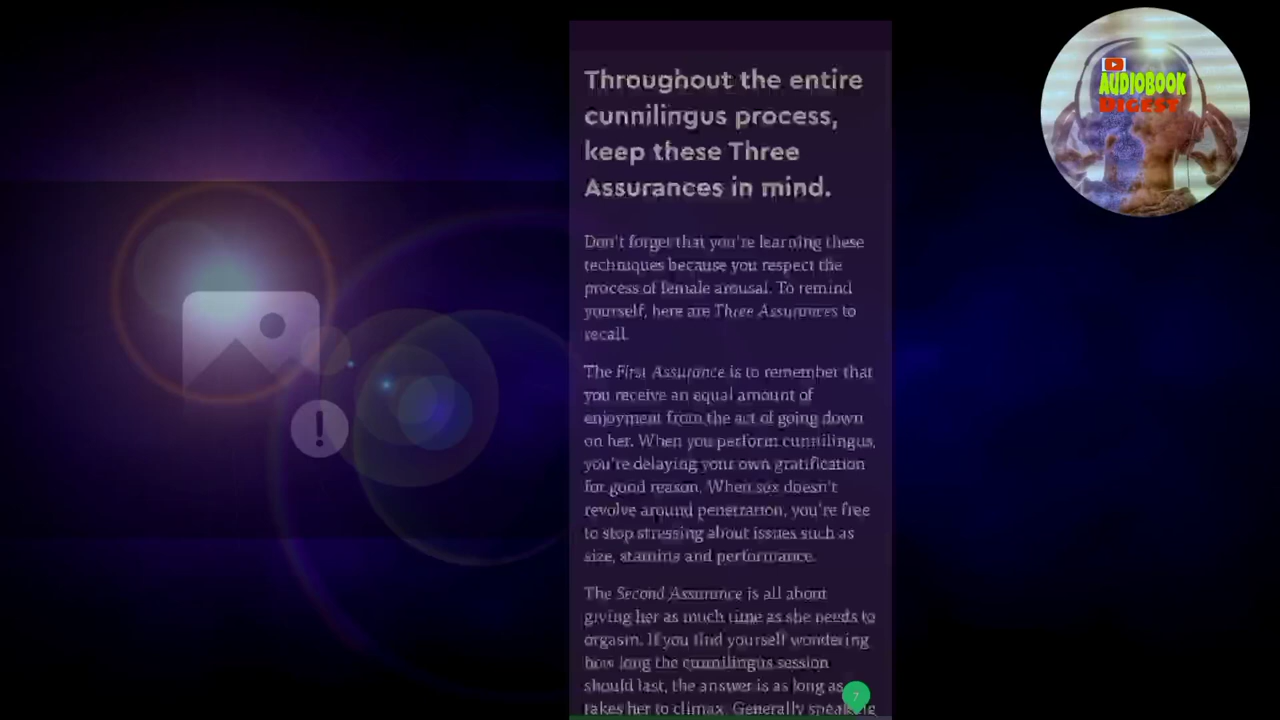 AUDIOBOOK
DIGEST
Throughout the entire
cunnilingus process,
keep these Three
Assurances in mind.
Don't forget that you're learning these
techniques because you respect the
process of female arousal. To remind
yourself, here are Three Assurances to
recall.
The First Assurance is to remember that
you receive an equal amount of
enjoyment from the act of going down
on her. When you perform cunnilingus,
you're delaying your own gratification
for good reason. When sex doesn't
revolve around penetration, you're free
to stop stressing about issues such as
size, stamina and performance.
The Second Assurance is all about
giving her as much time as she needs to
orgasm. If you find yourself wondering
how long the cunnilingus session
should last, the answer is as long as
takes her to climax. Generally speaking
7